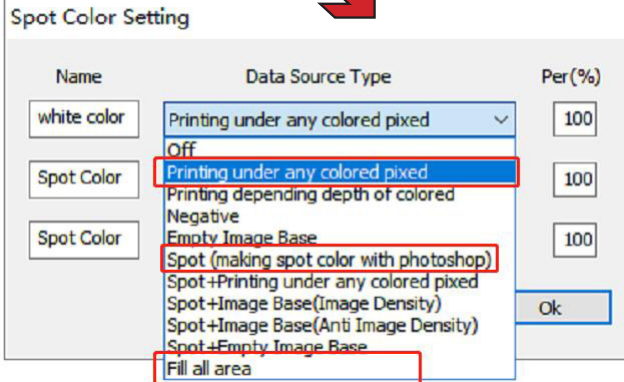 Spot Color Setting
Name Data Source Type Per(%)
white color Printing under any colored pixed 100
Off
Printing under any colored pixed
Spot Color 100
Printing depending depth of colored
Negative
Spot Color Empty Image Base 100
Spot (making spot color with photoshop)
Spot+Printing under any colored pixed
Spot+Image Base(Image Density) Ok
Spot+Image Base(Anti Image Density)
Spot+Empty Image Base
Fill all area